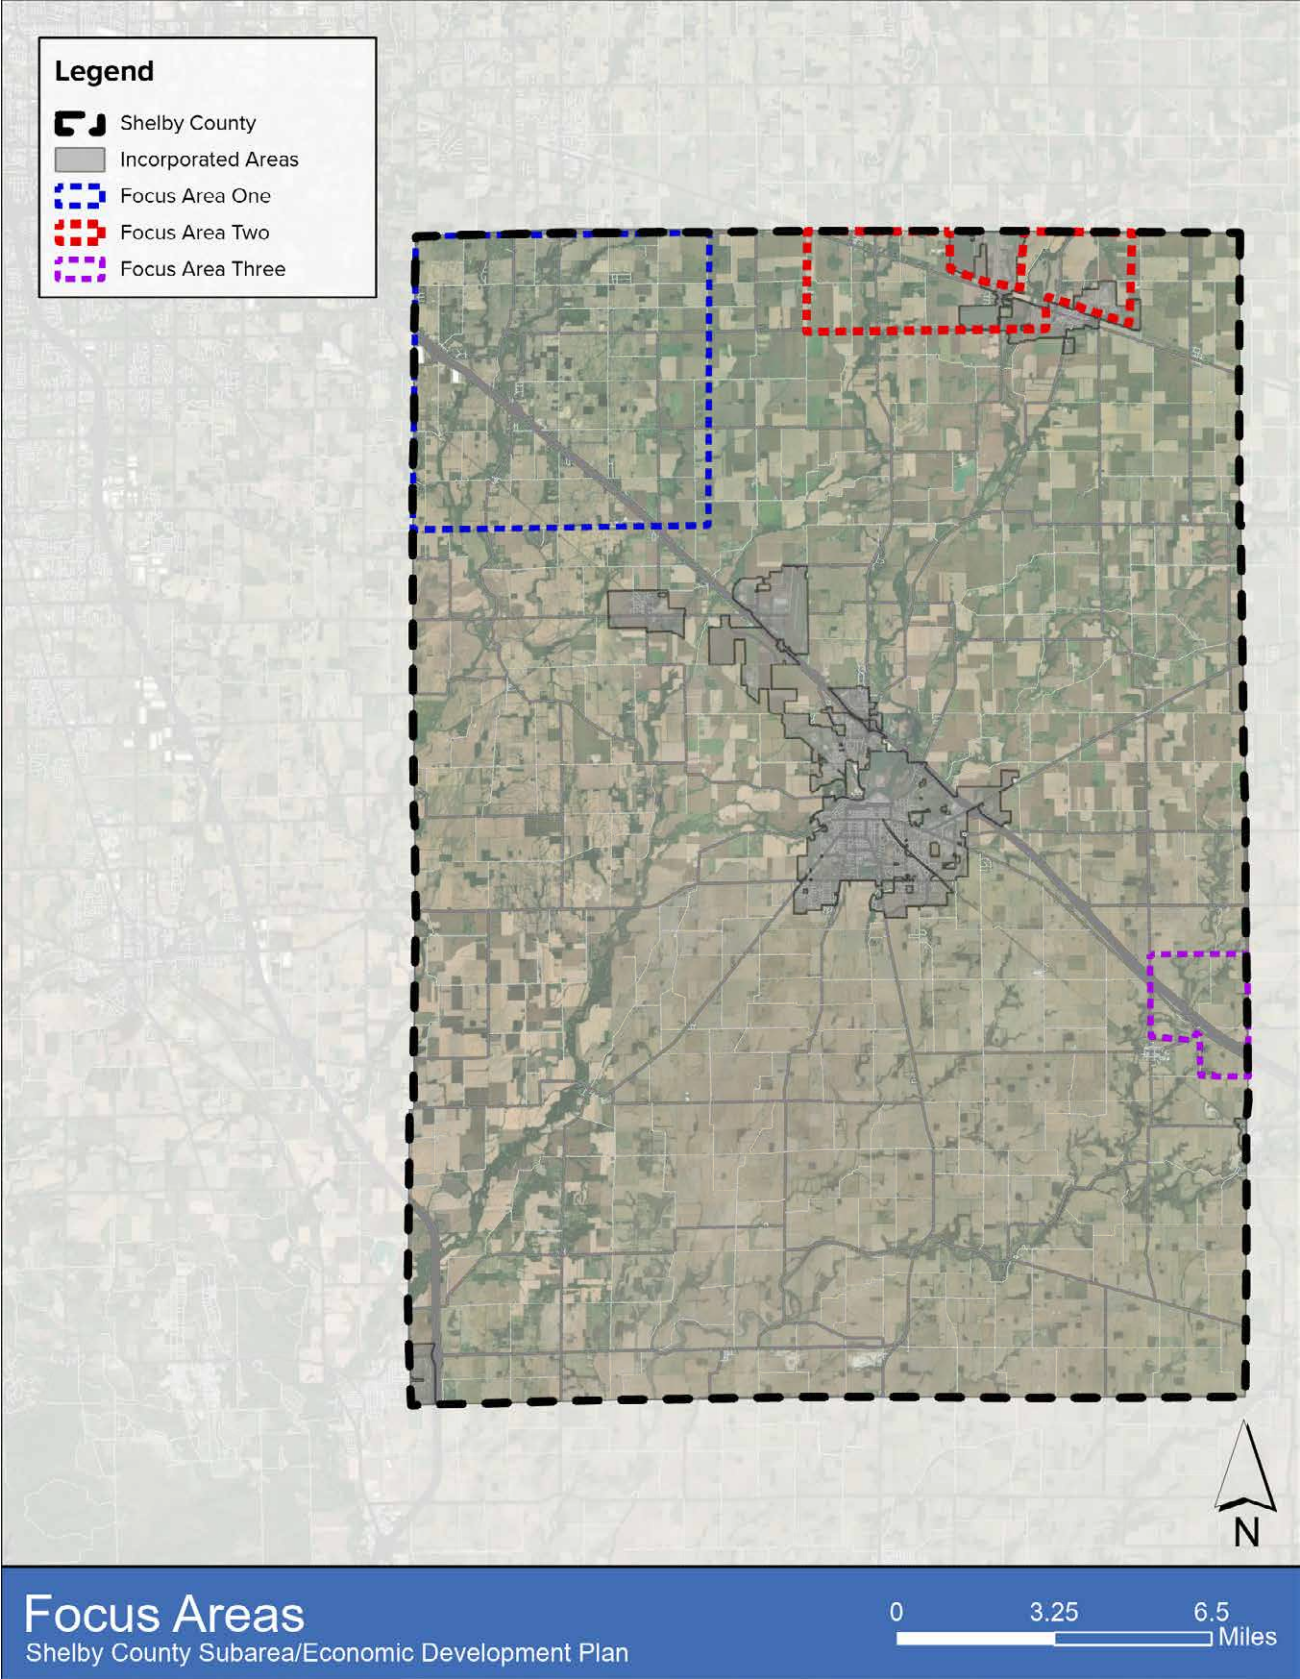 Legend
Shelby County
Incorporated Areas
Focus Area One
Focus Area Two
Focus Area Three
N
Focus Areas
Shelby County Subarea/Economic Development Plan
0 3.25 6.5
Miles